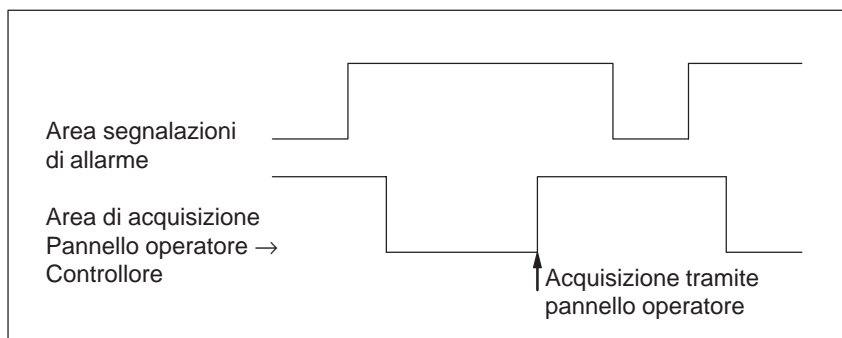 Area segnalazioni
di allarme
Area di acquisizione
Pannello operatore →
Controllore
Acquisizione tramite
pannello operatore